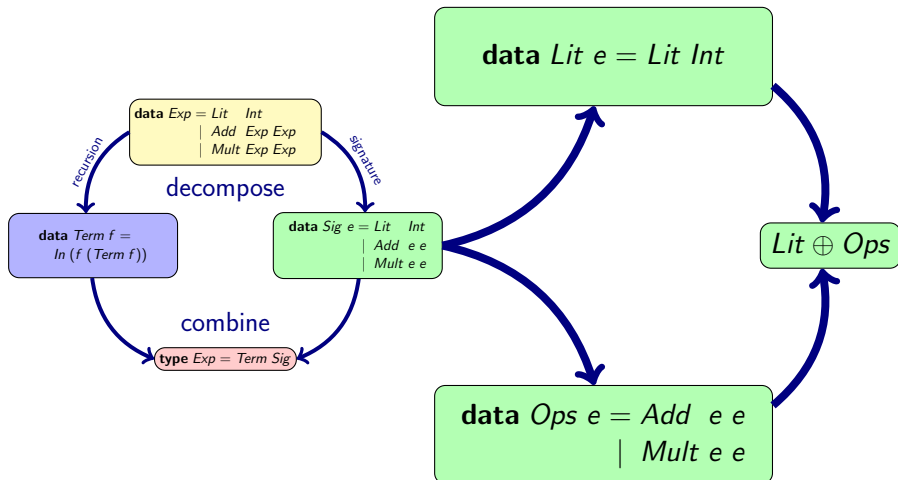 data Exp = Lit Int
| Add Exp Exp
| Mult Exp Exp
recursion
signature
decompose
data Term f =
In (f (Term f))
data Sig e = Lit Int
| Add e e
| Mult e e
combine
type Exp = Term Sig
data Lit e = Lit Int
data Ops e = Add e e
| Mult e e
Lit ⊕ Ops